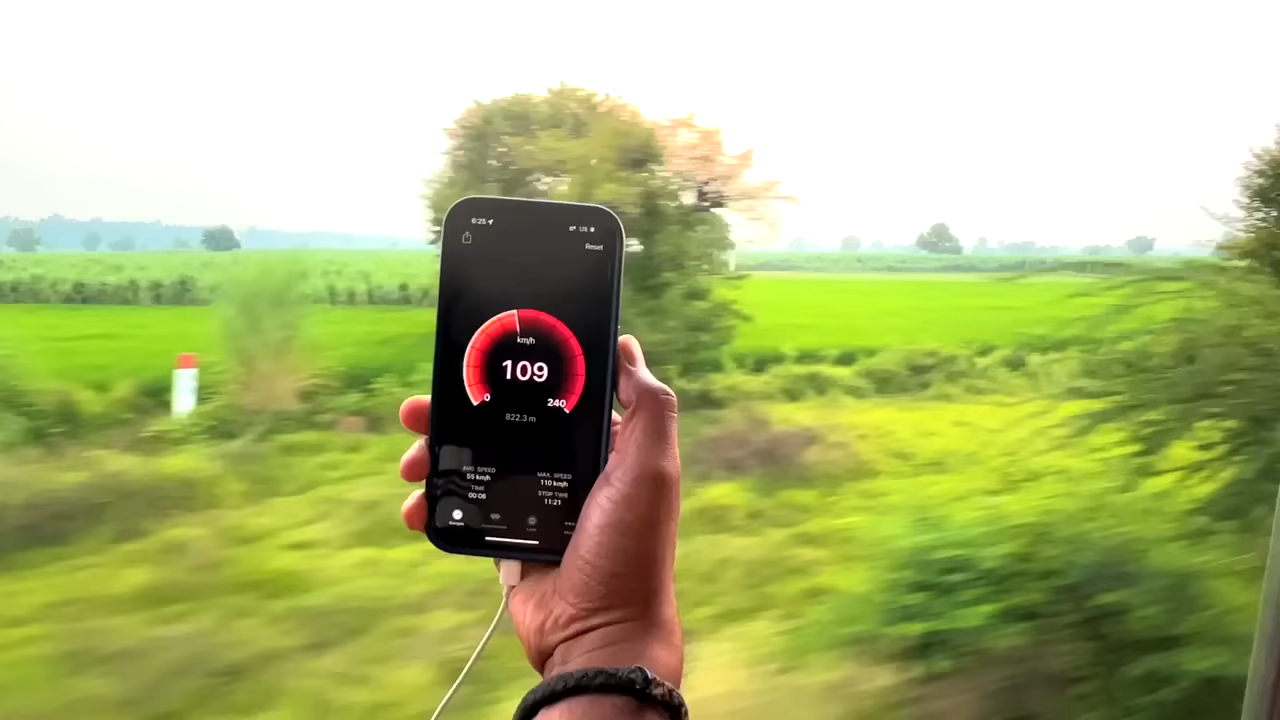 6:25
Reset
km/h
109
0 240
822.3 m
AVG. SPEED MAX. SPEED
55 km/h 110 km/h
TIME STOP TIME
00:06 11:21